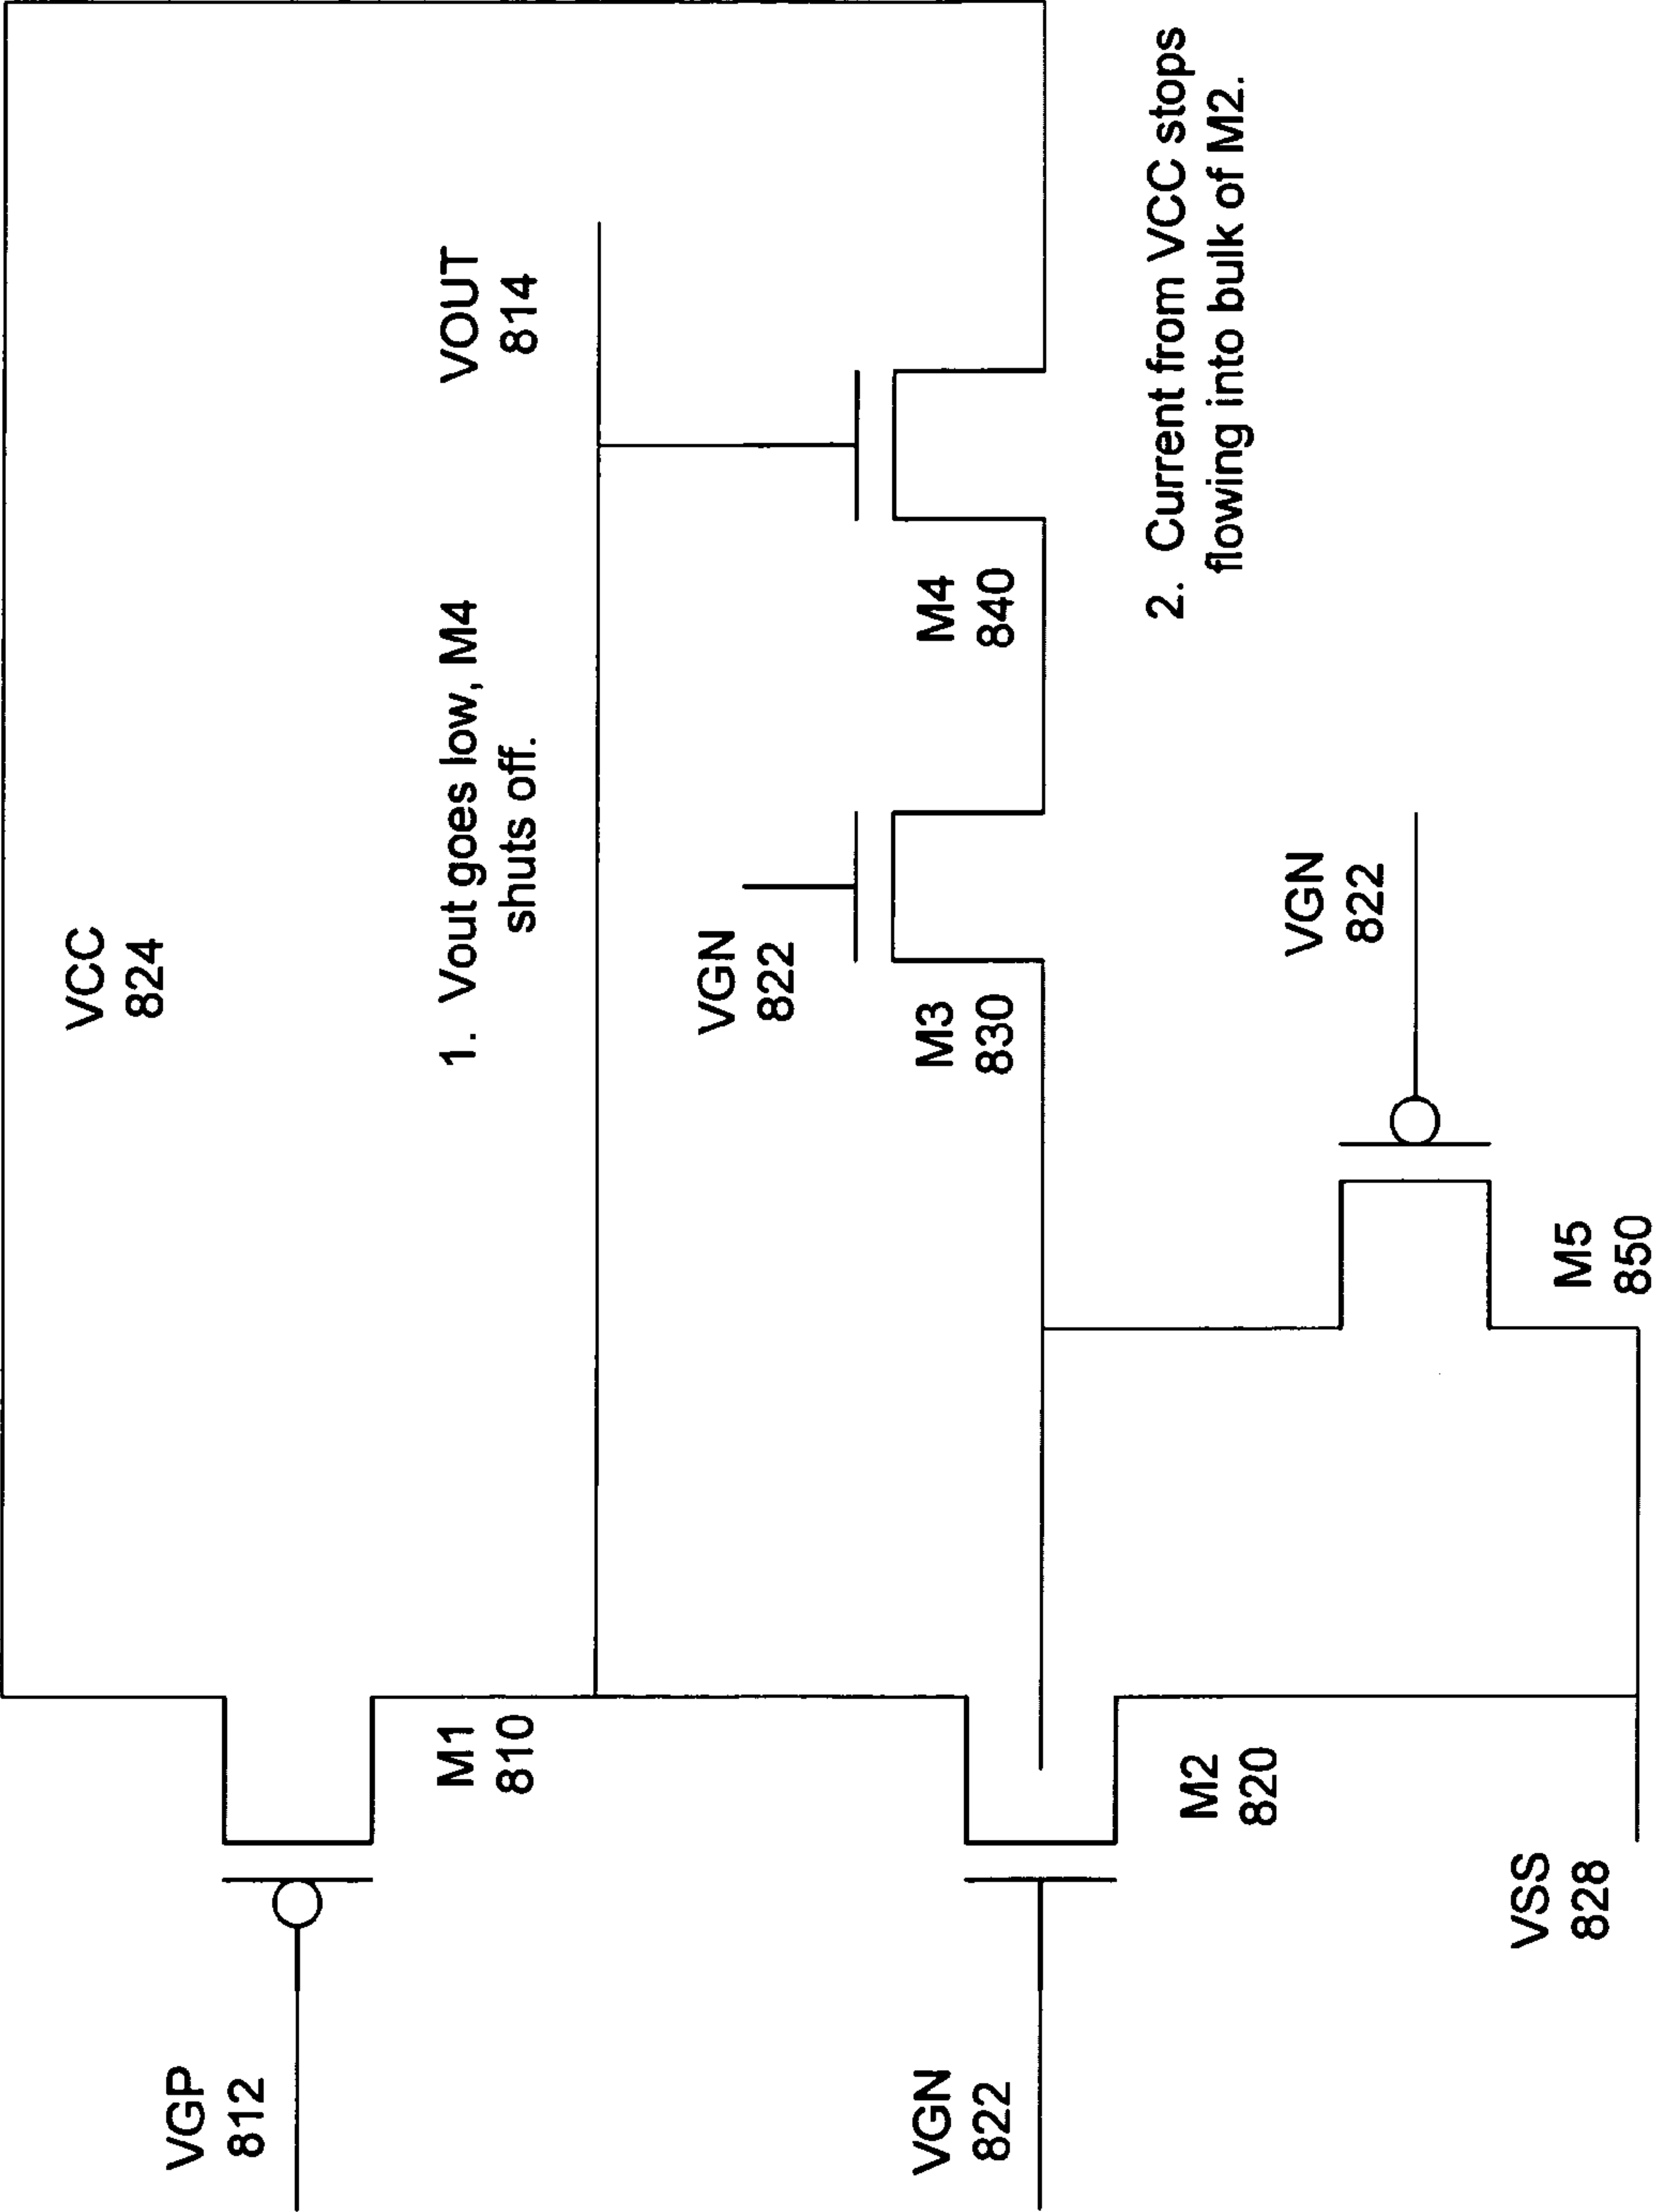 VCC
824
VGP
812
M1
810
1. Vout goes low, M4
shuts off.
VOUT
814
VGN
822
VGN
822
M3
830
M4
840
M2
820
2. Current from VCC stops
flowing into bulk of M2.
VGN
822
VSS
828
M5
850